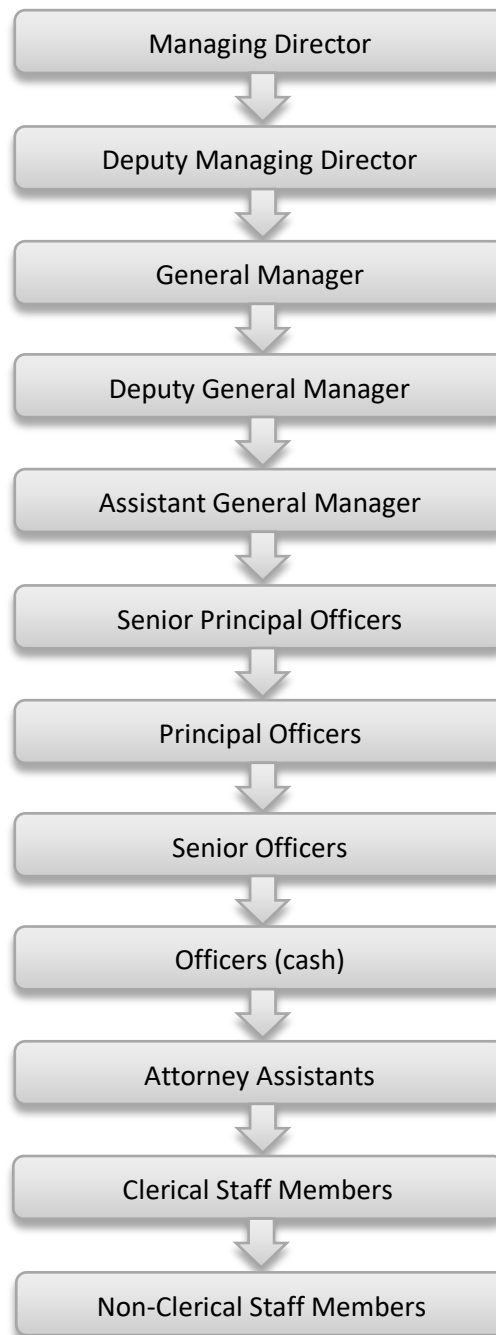 Managing Director
Deputy Managing Director
General Manager
Deputy General Manager
Assistant General Manager
Senior Principal Officers
Principal Officers
Senior Officers
Officers (cash)
Attorney Assistants
Clerical Staff Members
Non-Clerical Staff Members